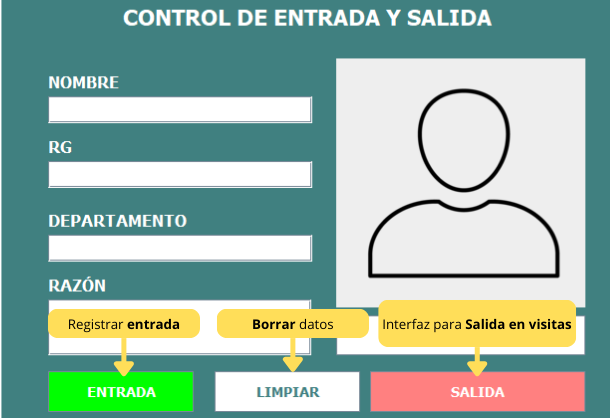 CONTROL DE ENTRADA Y SALIDA
NOMBRE
RG
DEPARTAMENTO
RAZÓN
Registrar entrada
Borrar datos
Interfaz para Salida en visitas
ENTRADA
LIMPIAR
SALIDA